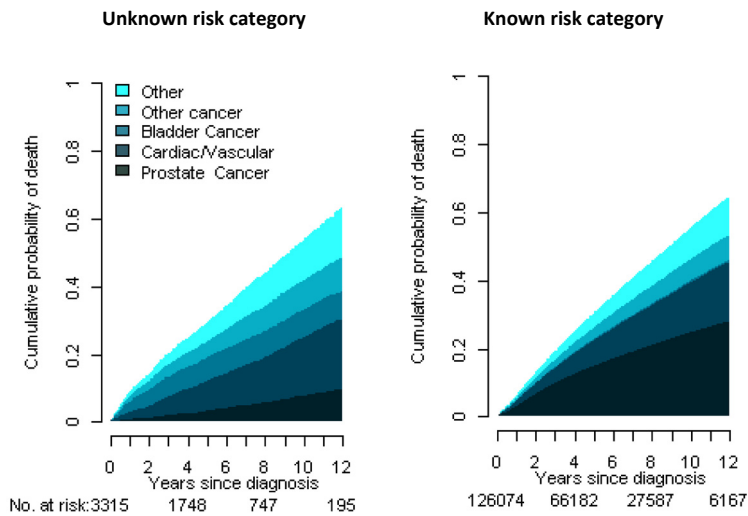 Unknown risk category
Known risk category
Other
Other cancer
Bladder Cancer
Cardiac/Vascular
Prostate Cancer
Cumulative probability of death
0 0.2 0.4 0.6 0.8 1
0 2 4 6 8 10 12
Years since diagnosis
No. at risk:3315 1748 747 195
Cumulative probability of death
0 0.2 0.4 0.6 0.8 1
0 2 4 6 8 10 12
Years since diagnosis
126074 66182 27587 6167